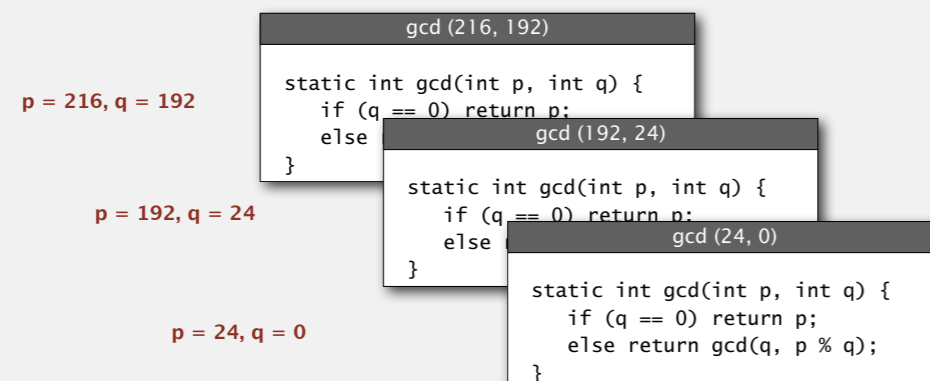 gcd (216, 192)
static int gcd(int p, int q) {
if (q == 0) return p;
else
}
p = 216, q = 192
gcd (192, 24)
static int gcd(int p, int q) {
if (q == 0) return p;
else
}
p = 192, q = 24
gcd (24, 0)
static int gcd(int p, int q) {
if (q == 0) return p;
else return gcd(q, p % q);
}
p = 24, q = 0